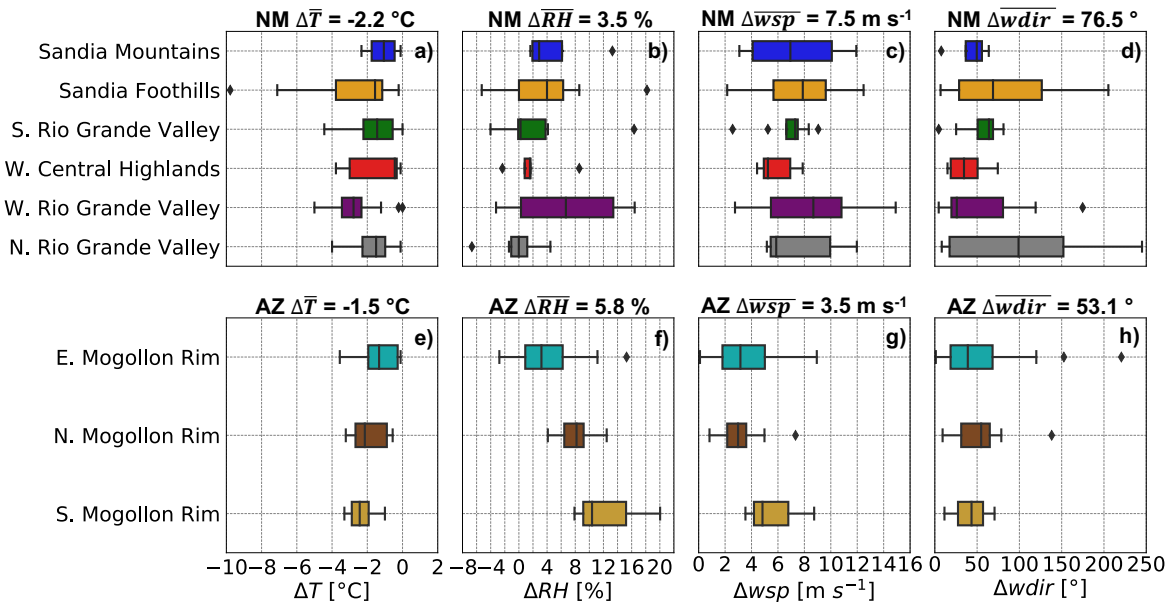 NM ΔT̅ = -2.2 °C
NM ΔR̅H̅ = 3.5 %
NM Δw̅s̅p̅ = 7.5 m s⁻¹
NM Δw̅d̅i̅r̅ = 76.5 °
a)
b)
c)
d)
Sandia Mountains
Sandia Foothills
S. Rio Grande Valley
W. Central Highlands
W. Rio Grande Valley
N. Rio Grande Valley
AZ ΔT̅ = -1.5 °C
AZ ΔR̅H̅ = 5.8 %
AZ Δw̅s̅p̅ = 3.5 m s⁻¹
AZ Δw̅d̅i̅r̅ = 53.1 °
e)
f)
g)
h)
E. Mogollon Rim
N. Mogollon Rim
S. Mogollon Rim
−10 −8 −6 −4 −2 0 2
−8 −4 0 4 8 12 16 20
0 2 4 6 8 10 12 14 16
0 50 100 150 200 250
ΔT [°C]
ΔRH [%]
Δwsp [m s⁻¹]
Δwdir [°]